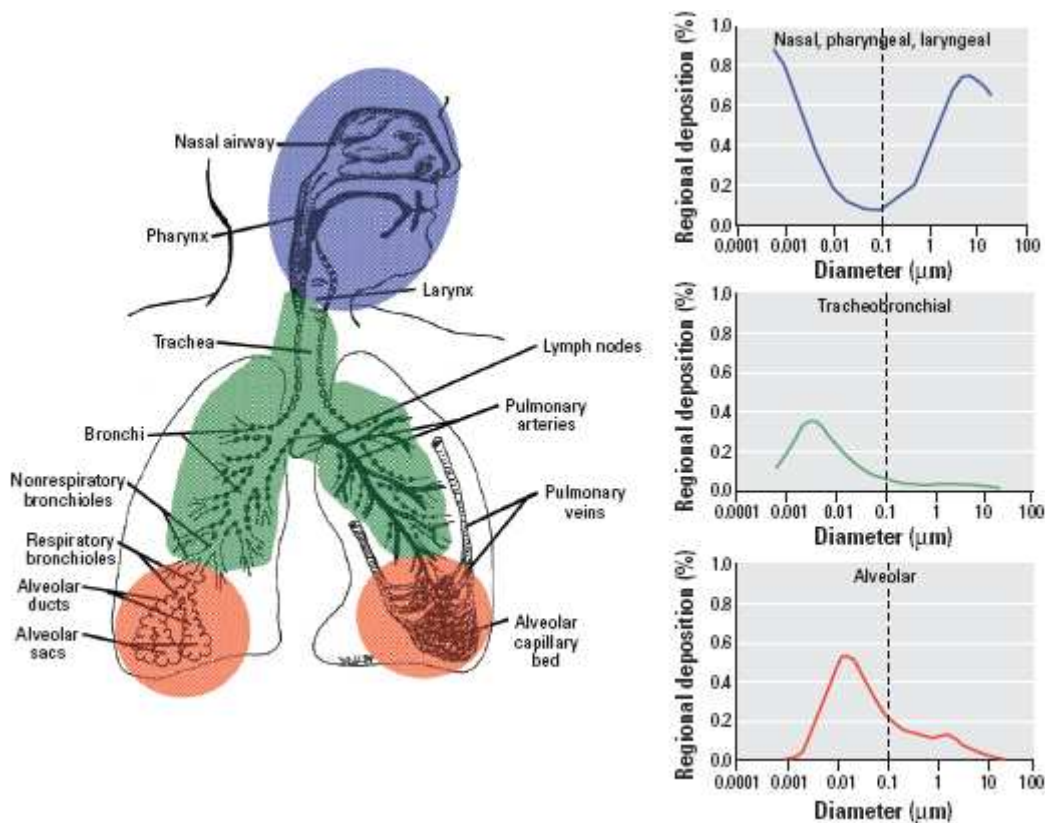 Nasal airway
Pharynx
Larynx
Trachea
Lymph nodes
Pulmonary
arteries
Bronchi
Nonrespiratory
bronchioles
Pulmonary
veins
Respiratory
bronchioles
Alveolar
ducts
Alveolar
sacs
Alveolar
capillary
bed
Regional deposition (%)
Nasal, pharyngeal, laryngeal
1.0
0.8
0.6
0.4
0.2
0.0
0.0001 0.001 0.01 0.1 1 10 100
Diameter (μm)
Regional deposition (%)
Tracheobronchial
1.0
0.8
0.6
0.4
0.2
0.0
0.0001 0.001 0.01 0.1 1 10 100
Diameter (μm)
Regional deposition (%)
Alveolar
1.0
0.8
0.6
0.4
0.2
0.0
0.0001 0.001 0.01 0.1 1 10 100
Diameter (μm)